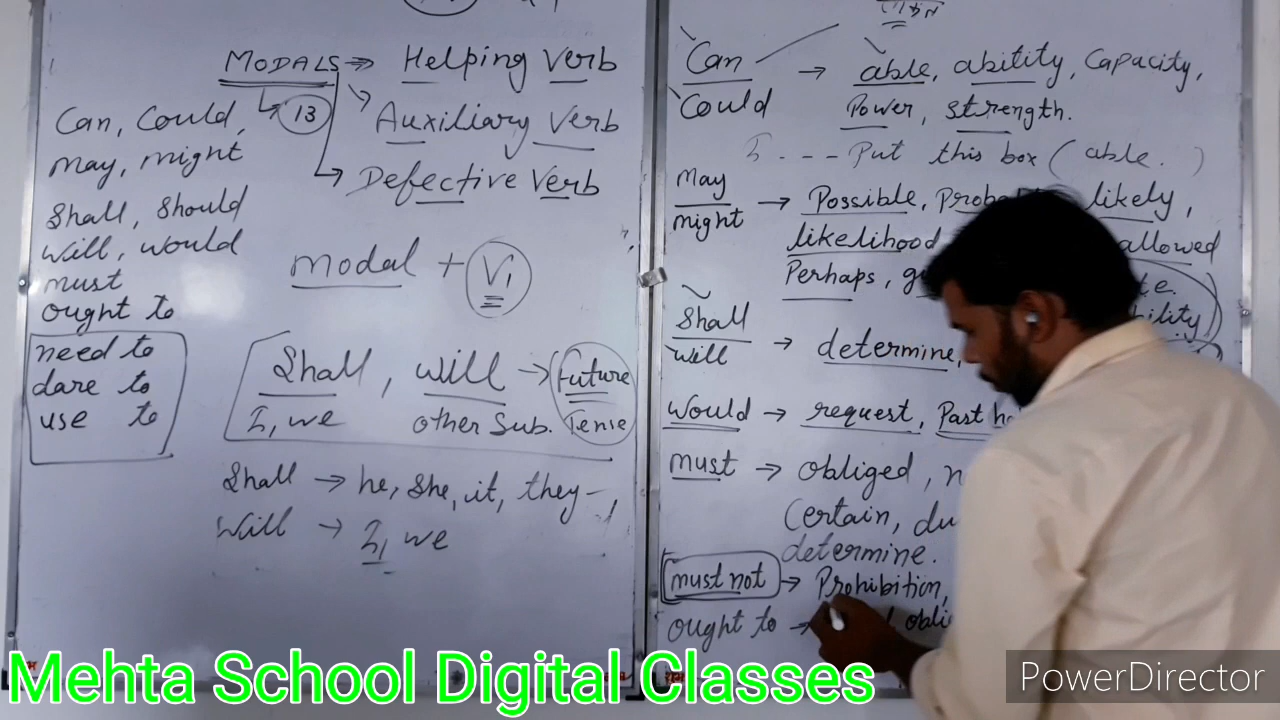 MODALS → Helping Verb
13
Auxiliary Verb
Defective Verb
Can, Could,
may, might
Shall, Should
Will, would
must
ought to
need to
dare to
use to
modal + V1
Shall, will → Future
I, we other Sub. Tense
Shall → he, she, it, they
Will → I, we
Can
Could → able, ability, Capacity,
Power, strength.
Put this box (able.)
May
might → Possible, likely,
likelihood allowed
Perhaps,
Shall
will → determine,
Would → request, Past
must → obliged,
Certain,
determine.
must not → Prohibition,
ought to →
Mehta School Digital Classes
PowerDirector